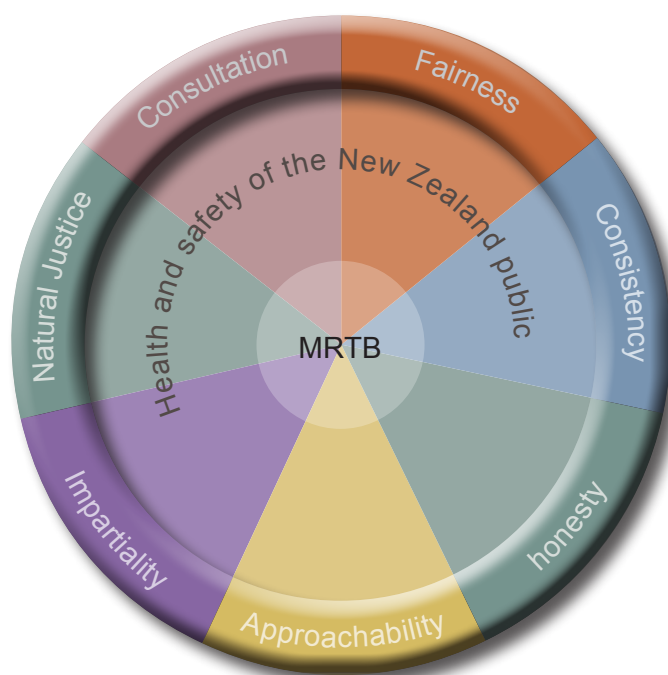 Fairness
Consistency
honesty
Approachability
Impartiality
Natural Justice
Consultation
Health and safety of the New Zealand public
MRTB